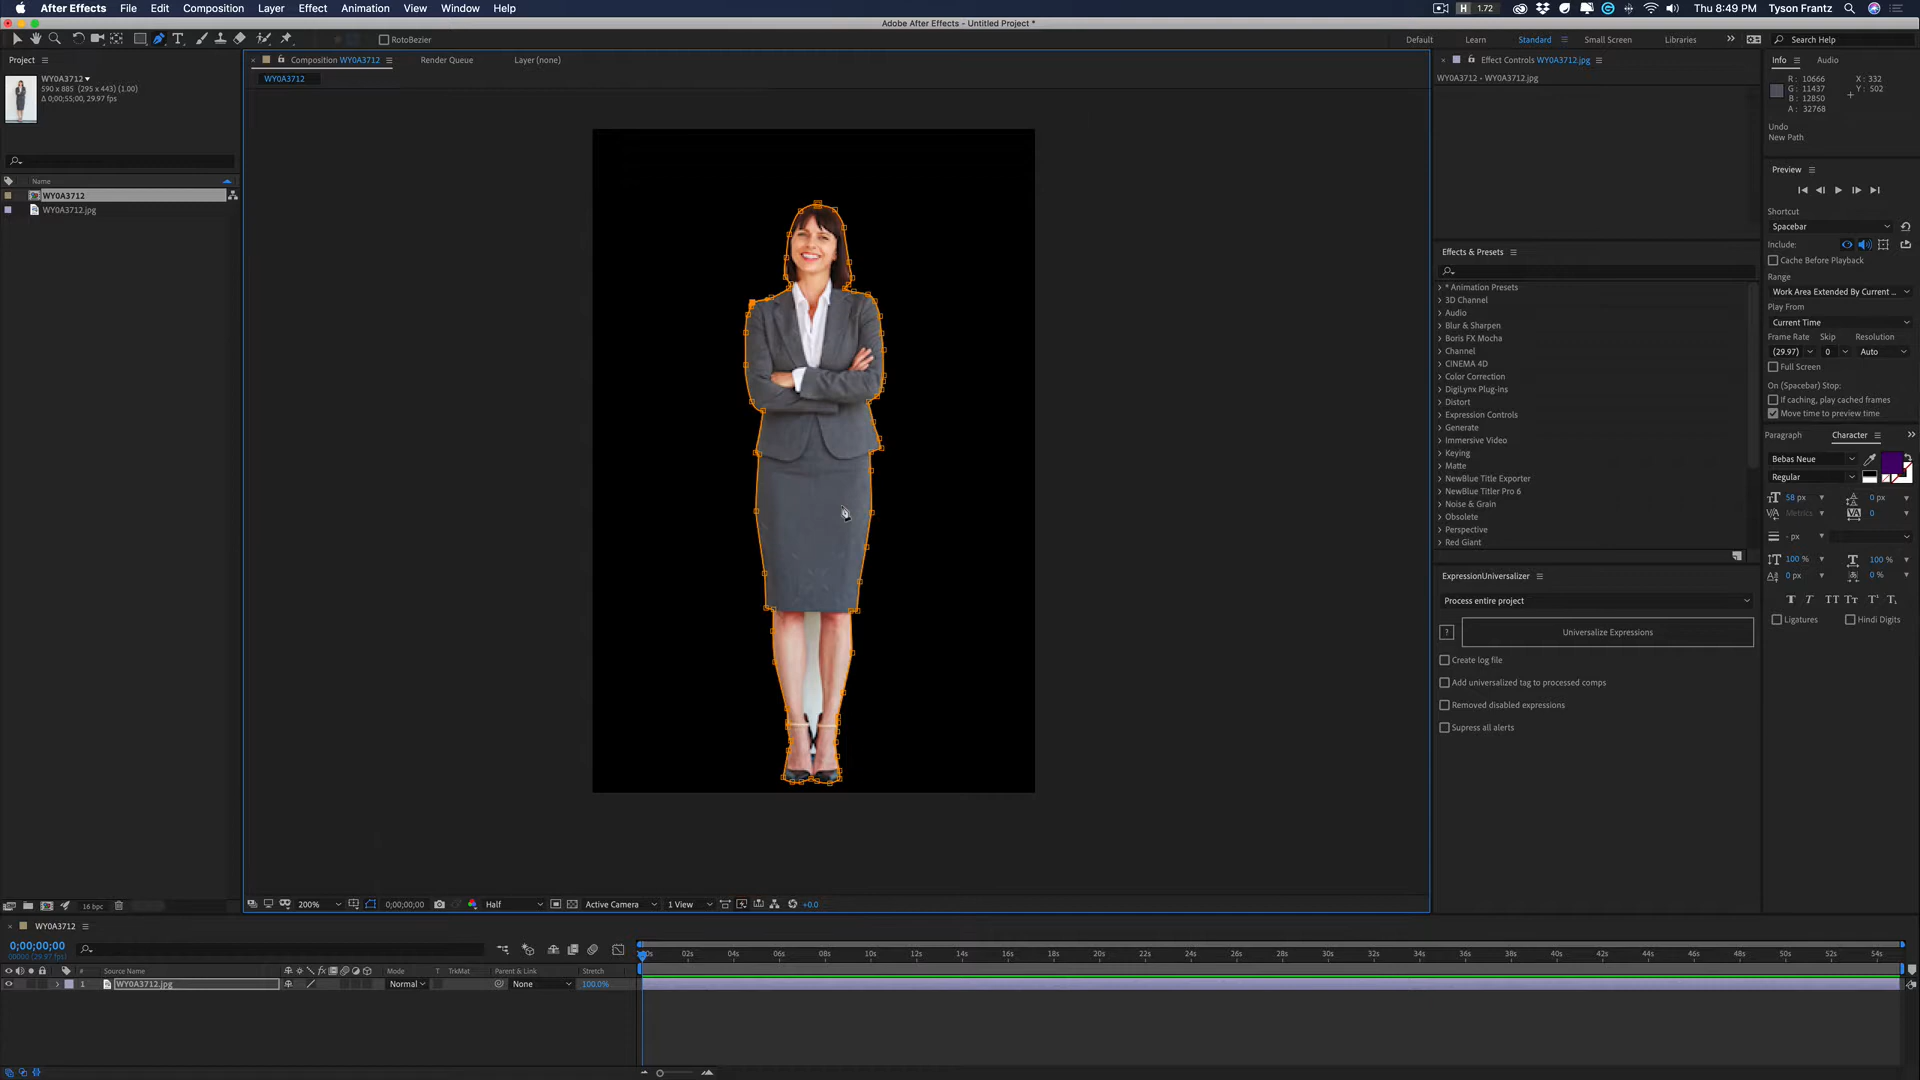 After Effects File Edit Composition Layer Effect Animation View Window Help
H 1.72 Thu 8:49 PM Tyson Frantz
Adobe After Effects - Untitled Project *
RotoBezier
Default Learn Standard Small Screen Libraries Search Help
Project
WY0A3712
590 x 885 (295 x 443) (1.00)
Δ 0;00;55;00, 29.97 fps
Name
WY0A3712
WY0A3712.jpg
16 bpc
Composition WY0A3712 Render Queue Layer (none)
WY0A3712
200% 0;00;00;00 Half Active Camera 1 View +0.0
Effect Controls WY0A3712.jpg
WY0A3712 - WY0A3712.jpg
Effects & Presets
* Animation Presets
3D Channel
Audio
Blur & Sharpen
Boris FX Mocha
Channel
CINEMA 4D
Color Correction
DigiLynx Plug-ins
Distort
Expression Controls
Generate
Immersive Video
Keying
Matte
NewBlue Title Exporter
NewBlue Titler Pro 6
Noise & Grain
Obsolete
Perspective
Red Giant
ExpressionUniversalizer
Process entire project
? Universalize Expressions
Create log file
Add universalized tag to processed comps
Removed disabled expressions
Supress all alerts
Info Audio
R : 10666 X : 332
G : 11437 Y : 502
B : 12850
A : 32768
Undo
New Path
Preview
Shortcut
Spacebar
Include:
Cache Before Playback
Range
Work Area Extended By Current ...
Play From
Current Time
Frame Rate Skip Resolution
(29.97) 0 Auto
Full Screen
On (Spacebar) Stop:
If caching, play cached frames
Move time to preview time
Paragraph Character
Bebas Neue
Regular
58 px 0 px
Metrics 0
- px
100 % 100 %
0 px 0 %
T T TT Tт T¹ T₁
Ligatures Hindi Digits
WY0A3712
0;00;00;00
00000 (29.97 fps)
# Source Name Mode T TrkMat Parent & Link Stretch
1 WY0A3712.jpg Normal None 100.0%
02s 04s 06s 08s 10s 12s 14s 16s 18s 20s 22s 24s 26s 28s 30s 32s 34s 36s 38s 40s 42s 44s 46s 48s 50s 52s 54s